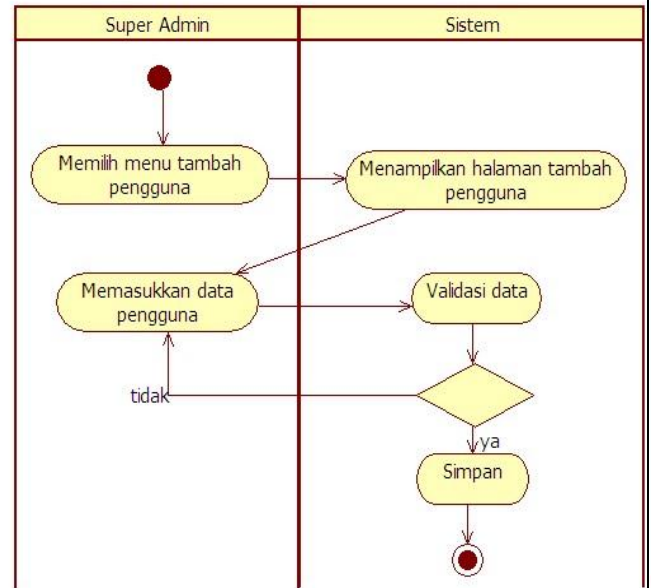 Super Admin
Sistem
Memilih menu tambah
pengguna
Menampilkan halaman tambah
pengguna
Memasukkan data
pengguna
Validasi data
tidak
ya
Simpan